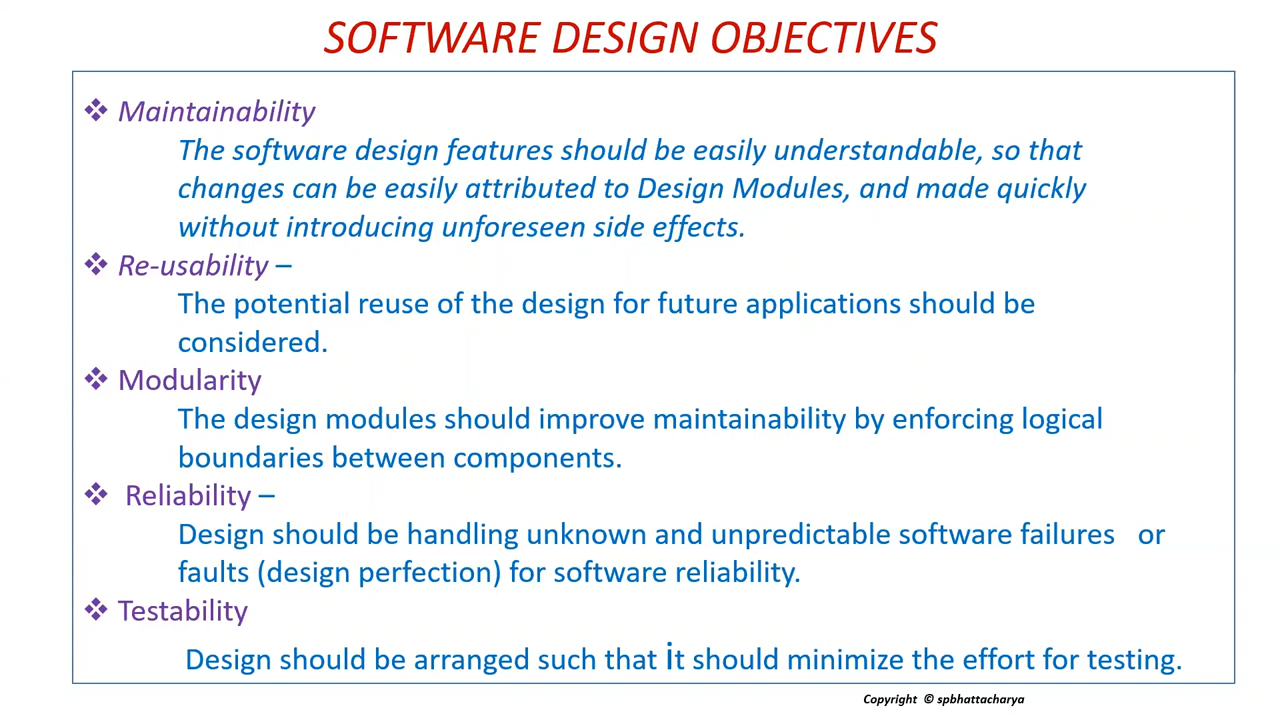 SOFTWARE DESIGN OBJECTIVES
❖ Maintainability
The software design features should be easily understandable, so that
changes can be easily attributed to Design Modules, and made quickly
without introducing unforeseen side effects.
❖ Re-usability –
The potential reuse of the design for future applications should be
considered.
❖ Modularity
The design modules should improve maintainability by enforcing logical
boundaries between components.
❖ Reliability –
Design should be handling unknown and unpredictable software failures or
faults (design perfection) for software reliability.
❖ Testability
Design should be arranged such that it should minimize the effort for testing.
Copyright © spbhattacharya